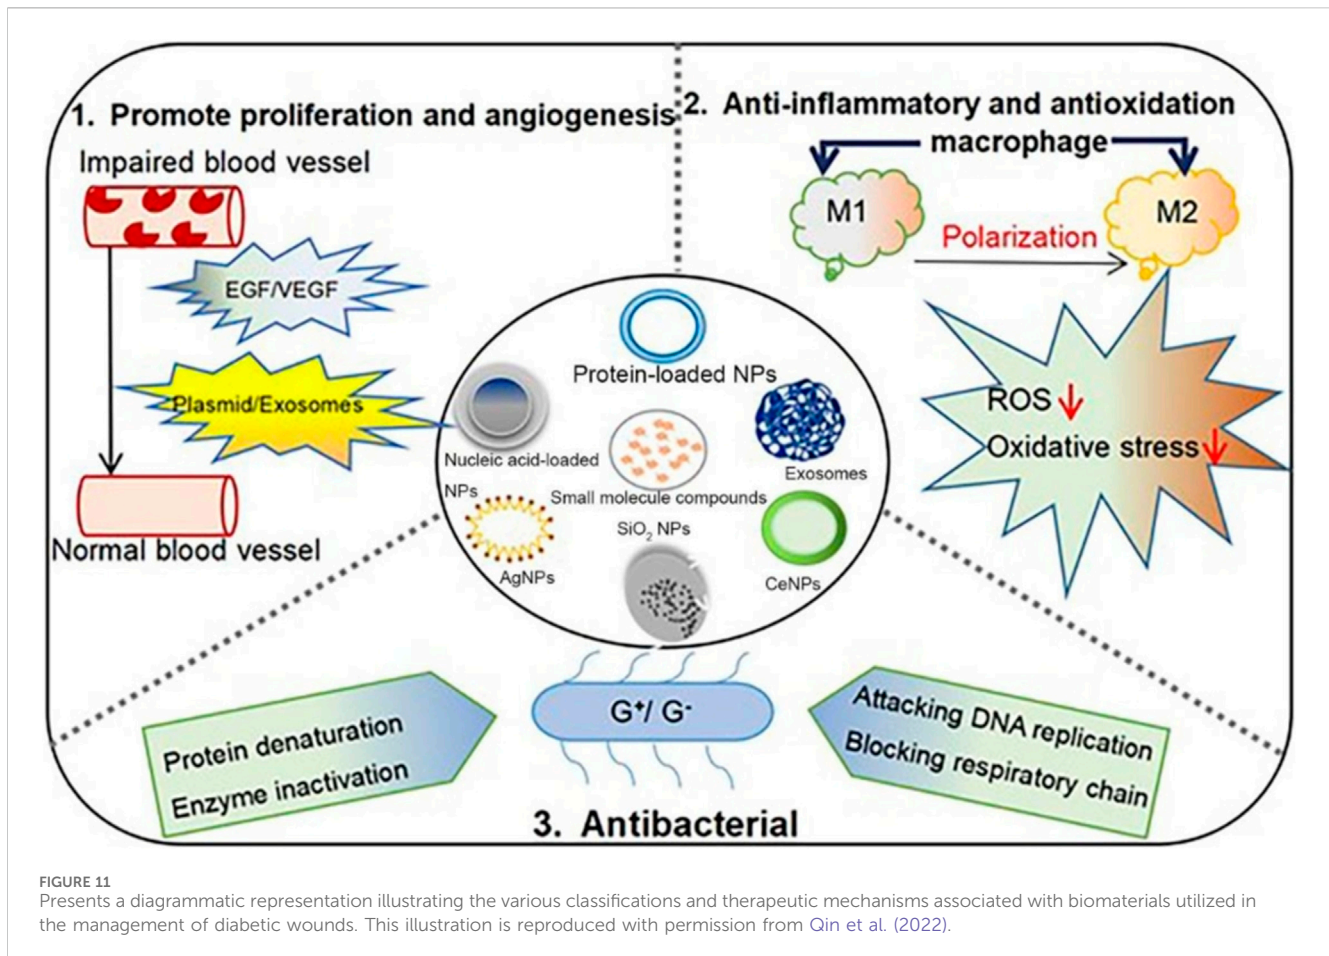 1. Promote proliferation and angiogenesis
Impaired blood vessel
EGF/VEGF
Plasmid/Exosomes
Normal blood vessel
2. Anti-inflammatory and antioxidation
macrophage
M1
M2
Polarization
ROS ↓
Oxidative stress ↓
Protein-loaded NPs
Nucleic acid-loaded
NPs
Exosomes
Small molecule compounds
SiO₂ NPs
AgNPs
CeNPs
Protein denaturation
Enzyme inactivation
G⁺/ G⁻
Attacking DNA replication
Blocking respiratory chain
3. Antibacterial
FIGURE 11
Presents a diagrammatic representation illustrating the various classifications and therapeutic mechanisms associated with biomaterials utilized in
the management of diabetic wounds. This illustration is reproduced with permission from Qin et al. (2022).